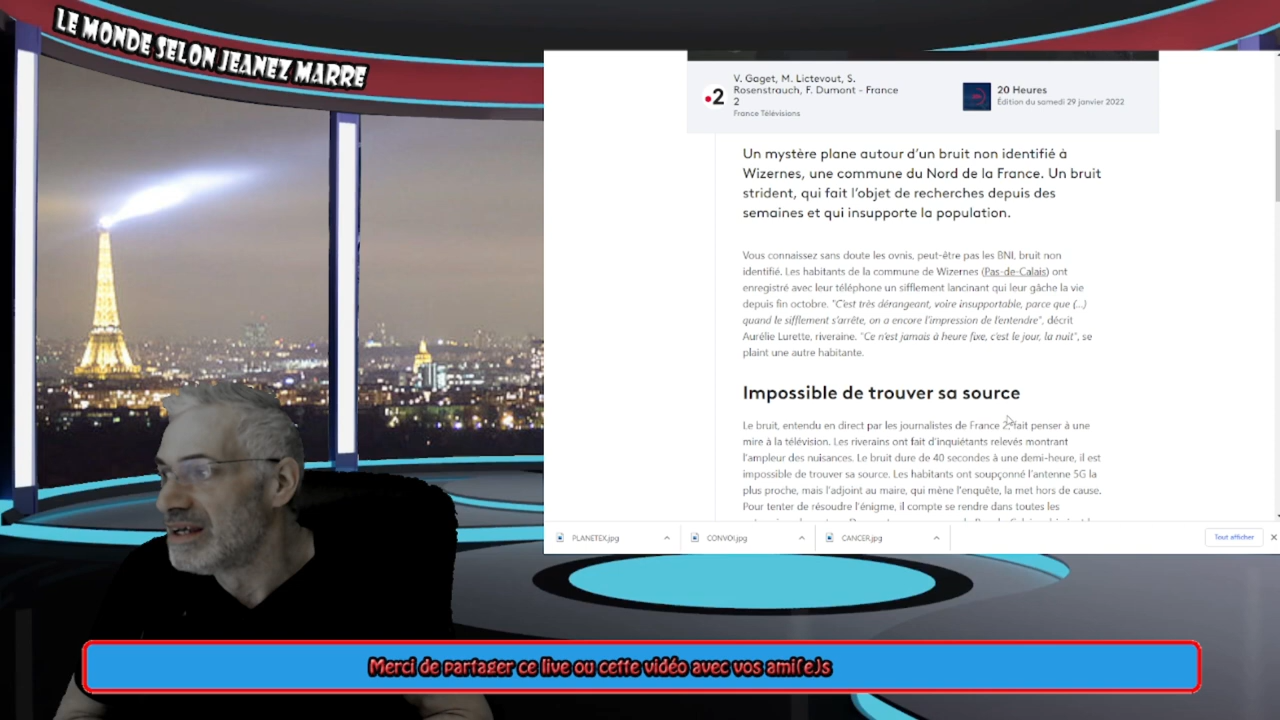 LE MONDE SELON JEANEZ MARRE
2
V. Gaget, M. Lictevout, S.
Rosenstrauch, F. Dumont - France
2
France Télévisions
20 Heures
Édition du samedi 29 janvier 2022
Un mystère plane autour d'un bruit non identifié à
Wizernes, une commune du Nord de la France. Un bruit
strident, qui fait l'objet de recherches depuis des
semaines et qui insupporte la population.
Vous connaissez sans doute les ovnis, peut-être pas les BNI, bruit non
identifié. Les habitants de la commune de Wizernes (Pas-de-Calais) ont
enregistré avec leur téléphone un sifflement lancinant qui leur gâche la vie
depuis fin octobre. "C'est très dérangeant, voire insupportable, parce que (...)
quand le sifflement s'arrête, on a encore l'impression de l'entendre", décrit
Aurélie Lurette, riveraine. "Ce n'est jamais à heure fixe, c'est le jour, la nuit", se
plaint une autre habitante.
Impossible de trouver sa source
Le bruit, entendu en direct par les journalistes de France 2, fait penser à une
mire à la télévision. Les riverains ont fait d'inquiétants relevés montrant
l'ampleur des nuisances. Le bruit dure de 40 secondes à une demi-heure, il est
impossible de trouver sa source. Les habitants ont soupçonné l'antenne 5G la
plus proche, mais l'adjoint au maire, qui mène l'enquête, la met hors de cause.
Pour tenter de résoudre l'énigme, il compte se rendre dans toutes les
PLANETEX.jpg
CONVOI.jpg
CANCER.jpg
Tout afficher
Merci de partager ce live ou cette vidéo avec vos ami(e)s